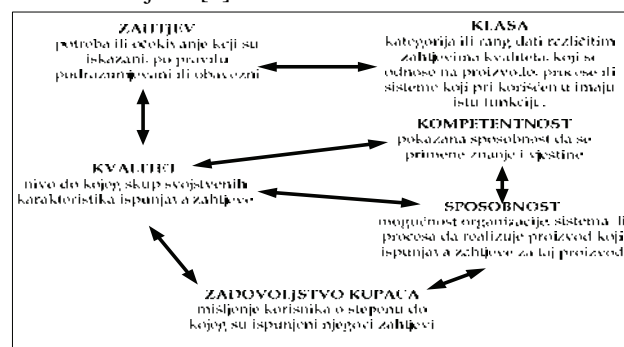 ZAHTJEV
potreba ili očekivanje koji su
iskazani, po pravilu
podrazumjevani ili obavezni
KLASA
kategorija ili rang dati različitim
zahtjevima kvaliteta, koji se
odnose na proizvode, procese ili
sisteme koji pri korišćenju imaju
istu funkciju.
KOMPETENTNOST
pokazana sposobnost da se
primene znanje i vještine
KVALITET
nivo do kojeg skup svojstvenih
karakteristika ispunjava zahtjeve
SPOSOBNOST
mogućnost organizacije, sistema ili
procesa da realizuje proizvod koji
ispunjava zahtjeve za taj proizvod
ZADOVOLJSTVO KUPACA
mišljenje korisnika o stepenu do
kojeg su ispunjeni njegovi zahtjevi